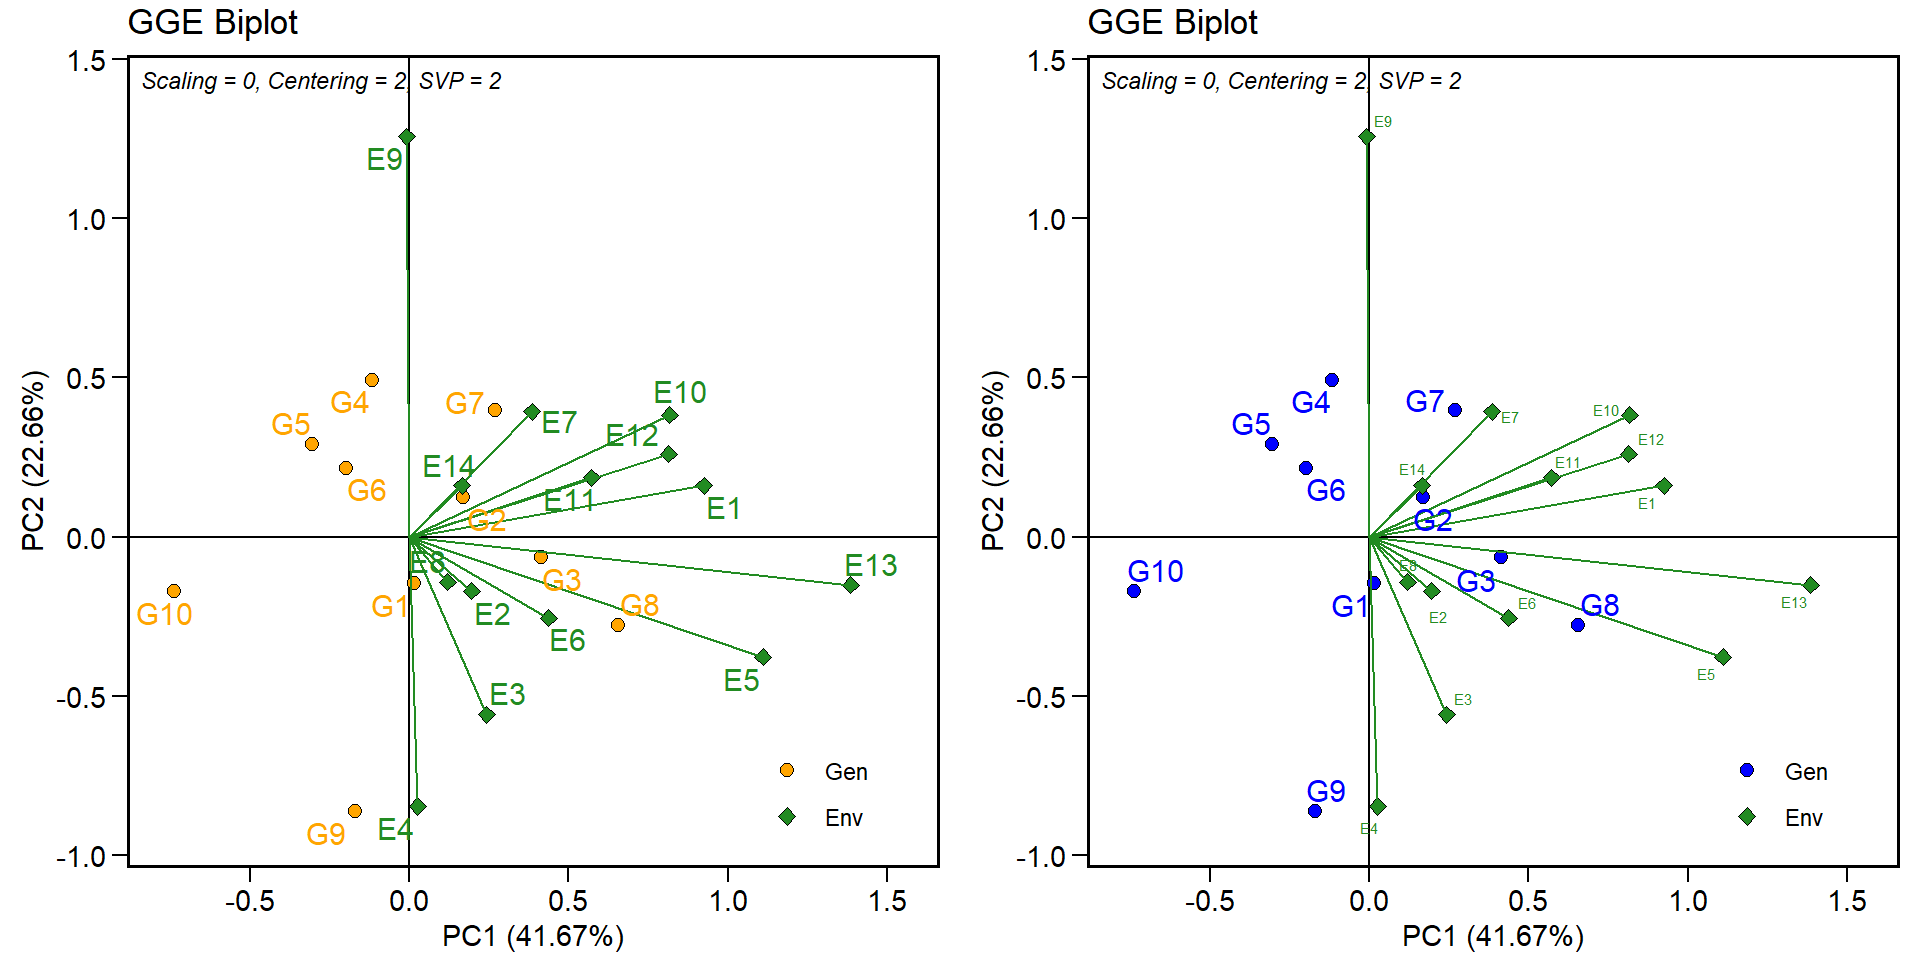 GGE Biplot
Scaling = 0, Centering = 2, SVP = 2
1.5
1.0
0.5
0.0
-0.5
-1.0
PC2 (22.66%)
E9
G4
G5
G6
G7
E7
E10
E12
E14
E11
G2
E1
E8
G3
E13
G10
G1
E2
G8
E6
E5
E3
G9
E4
Gen
Env
-0.5
0.0
0.5
1.0
1.5
PC1 (41.67%)
GGE Biplot
Scaling = 0, Centering = 2, SVP = 2
1.5
1.0
0.5
0.0
-0.5
-1.0
PC2 (22.66%)
E9
G4
G5
G6
G7
E7
E10
E12
E14
E11
G2
E1
E8
G10
G3
E13
G1
E2
E6
G8
E5
E3
G9
E4
Gen
Env
-0.5
0.0
0.5
1.0
1.5
PC1 (41.67%)